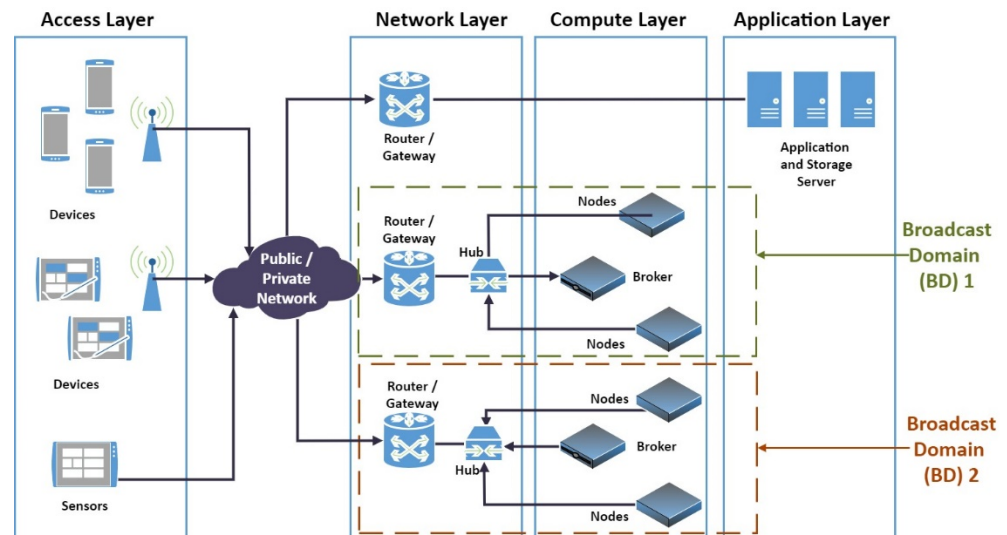 Access Layer
Network Layer
Compute Layer
Application Layer
Devices
Devices
Sensors
Public /
Private
Network
Router /
Gateway
Application
and Storage
Server
Router /
Gateway
Hub
Nodes
Broker
Nodes
Broadcast
Domain
(BD) 1
Router /
Gateway
Hub
Nodes
Broker
Nodes
Broadcast
Domain
(BD) 2